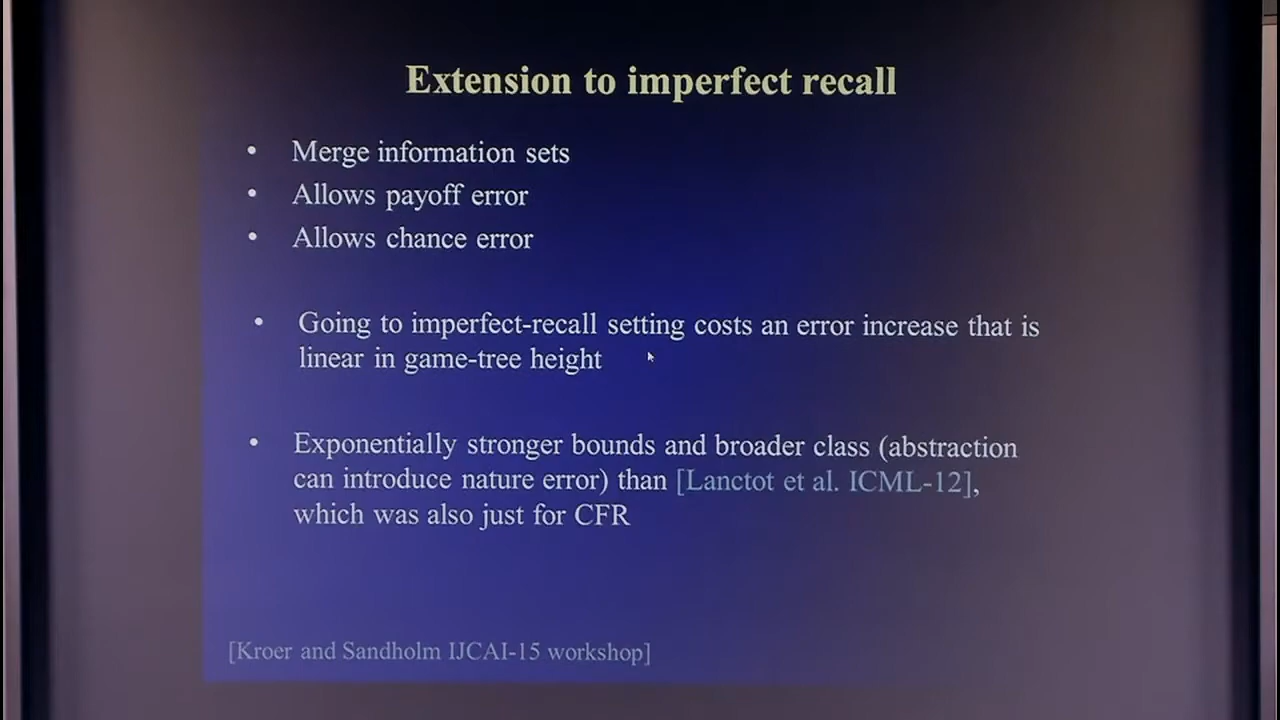 Extension to imperfect recall
• Merge information sets
• Allows payoff error
• Allows chance error
• Going to imperfect-recall setting costs an error increase that is
linear in game-tree height
• Exponentially stronger bounds and broader class (abstraction
can introduce nature error) than [Lanctot et al. ICML-12],
which was also just for CFR
[Kroer and Sandholm IJCAI-15 workshop]